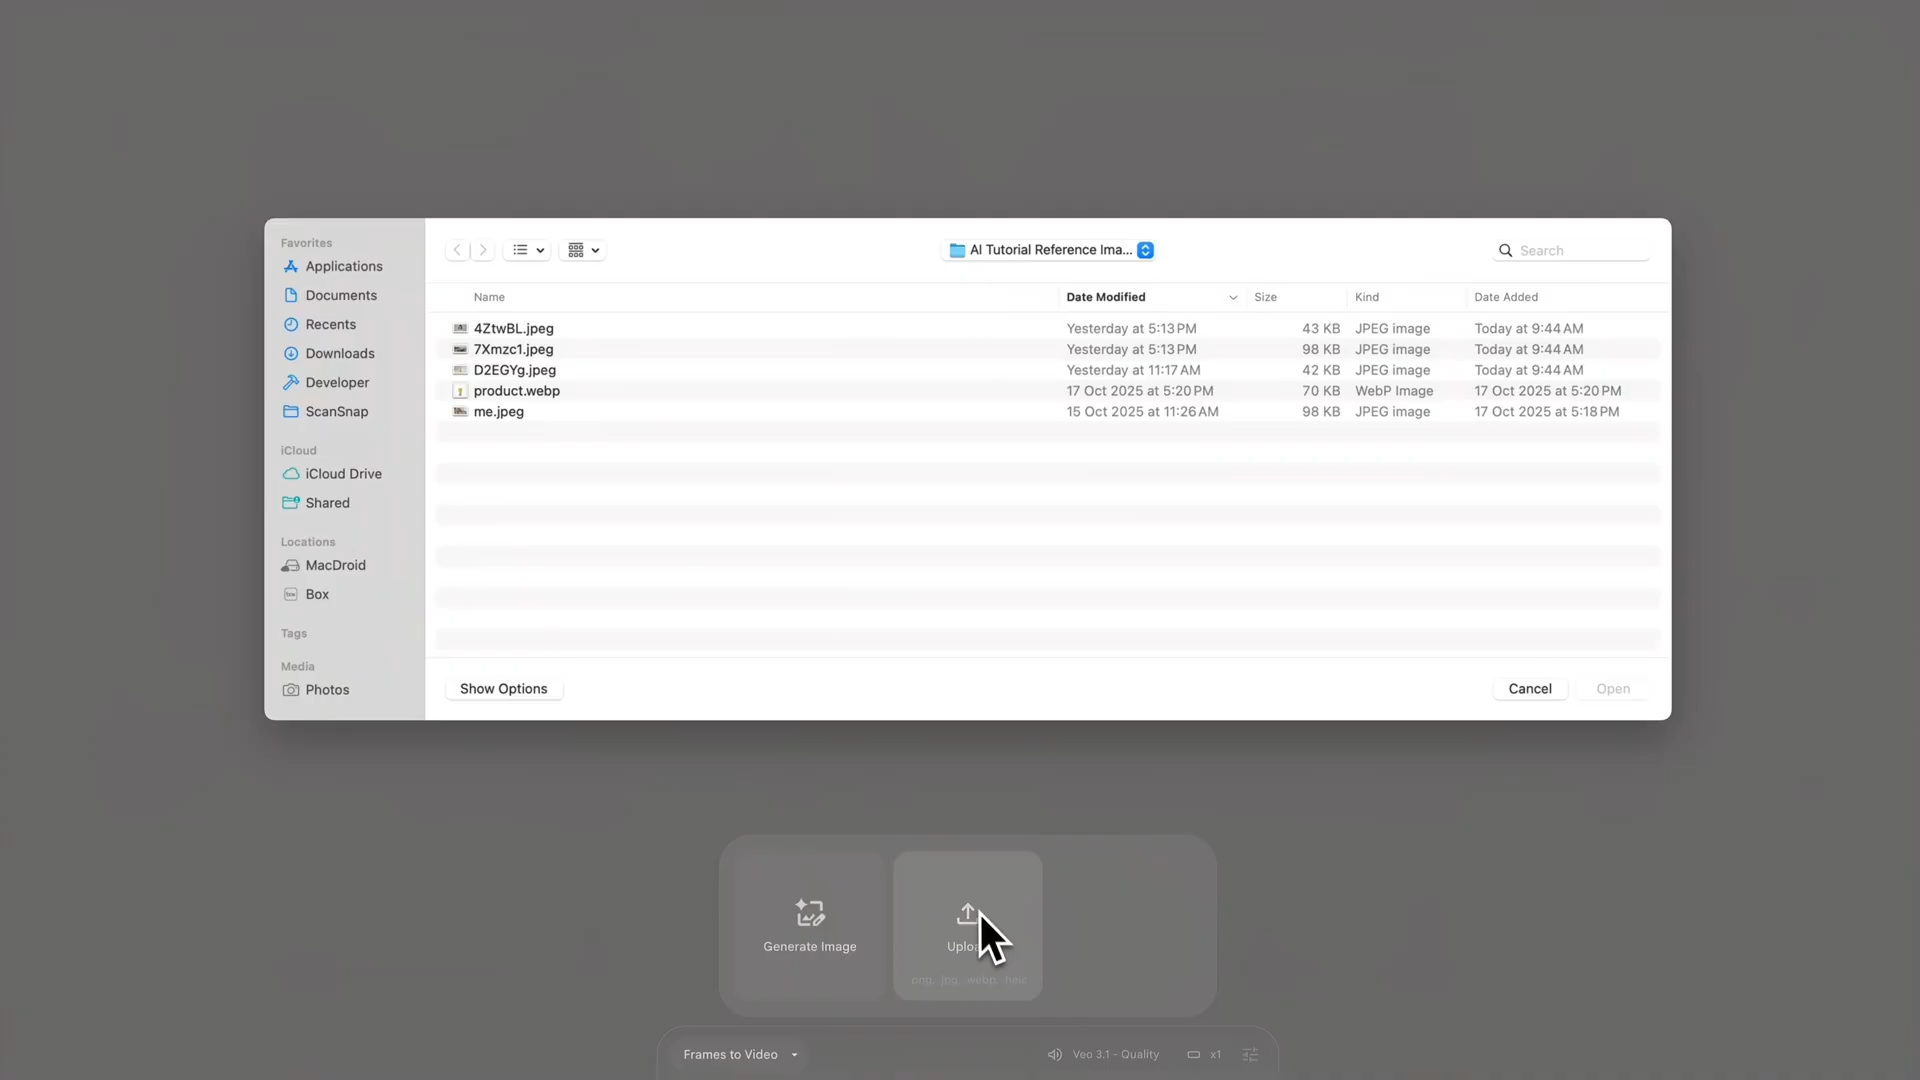 Favorites
Applications
Documents
Recents
Downloads
Developer
ScanSnap
iCloud
iCloud Drive
Shared
Locations
MacDroid
Box
Tags
Media
Photos
AI Tutorial Reference Ima...
Search
Name Date Modified Size Kind Date Added
4ZtwBL.jpeg Yesterday at 5:13 PM 43 KB JPEG image Today at 9:44 AM
7Xmzc1.jpeg Yesterday at 5:13 PM 98 KB JPEG image Today at 9:44 AM
D2EGYg.jpeg Yesterday at 11:17 AM 42 KB JPEG image Today at 9:44 AM
product.webp 17 Oct 2025 at 5:20 PM 70 KB WebP Image 17 Oct 2025 at 5:20 PM
me.jpeg 15 Oct 2025 at 11:26 AM 98 KB JPEG image 17 Oct 2025 at 5:18 PM
Show Options
Cancel Open
Generate Image
.png, .jpg, .webp, .heic
Frames to Video
Veo 3.1 - Quality
x1